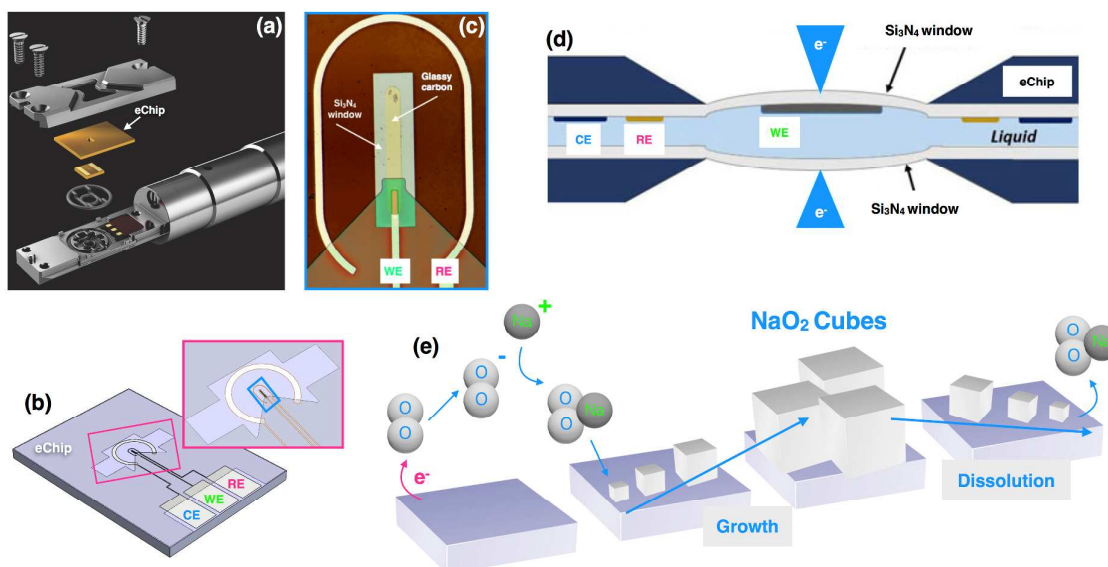 (a)
eChip
(c)
Glassy
carbon
Si₃N₄
window
WE
RE
(d)
e⁻
Si₃N₄ window
eChip
CE
RE
WE
Liquid
e⁻
Si₃N₄ window
(b)
eChip
RE
WE
CE
(e)
NaO₂ Cubes
Na
+
O
O
-
O
O
O
O
Na
e⁻
O
O
Na
Growth
Dissolution